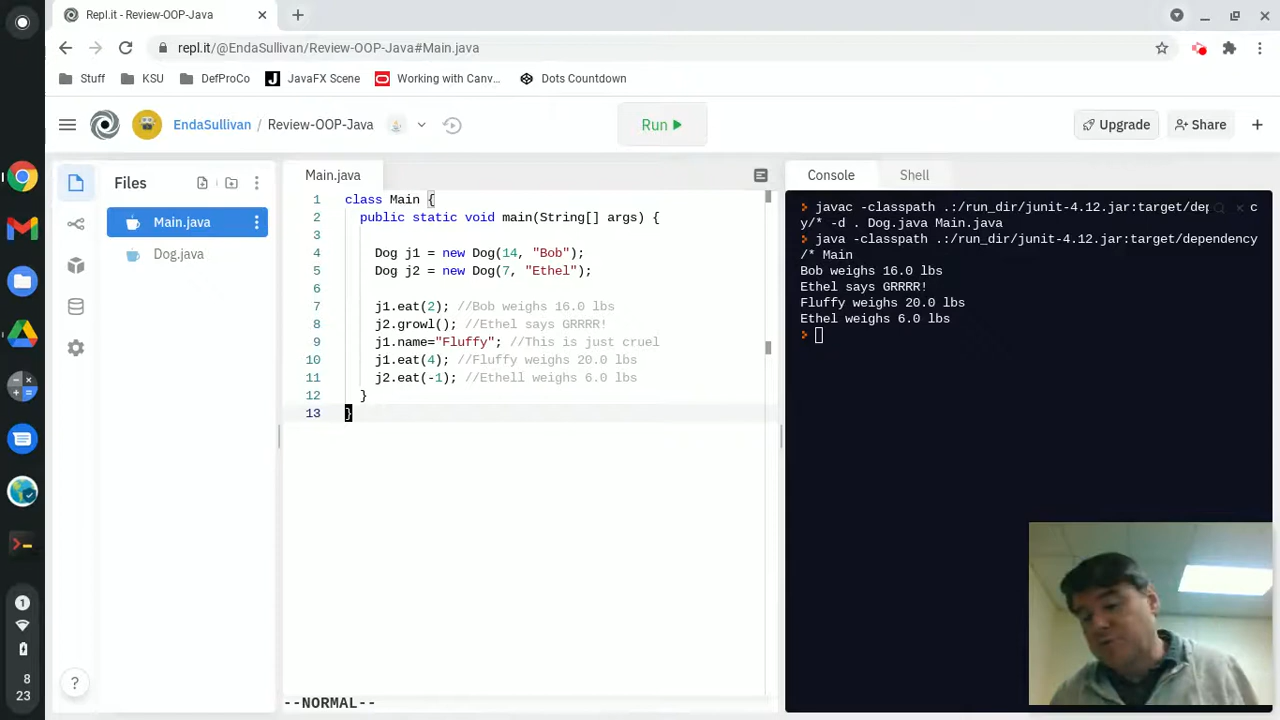 Repl.it - Review-OOP-Java
repl.it/@EndaSullivan/Review-OOP-Java#Main.java
Stuff KSU DefProCo JavaFX Scene Working with Canv... Dots Countdown
EndaSullivan / Review-OOP-Java Run Upgrade Share
Files
Main.java
Dog.java
Main.java
1 class Main {
2 public static void main(String[] args) {
3
4 Dog j1 = new Dog(14, "Bob");
5 Dog j2 = new Dog(7, "Ethel");
6
7 j1.eat(2); //Bob weighs 16.0 lbs
8 j2.growl(); //Ethel says GRRRR!
9 j1.name="Fluffy"; //This is just cruel
10 j1.eat(4); //Fluffy weighs 20.0 lbs
11 j2.eat(-1); //Ethell weighs 6.0 lbs
12 }
13 }
--NORMAL--
Console Shell
javac -classpath .:/run_dir/junit-4.12.jar:target/dep c
y/* -d . Dog.java Main.java
java -classpath .:/run_dir/junit-4.12.jar:target/dependency
/* Main
Bob weighs 16.0 lbs
Ethel says GRRRR!
Fluffy weighs 20.0 lbs
Ethel weighs 6.0 lbs
1
8
23